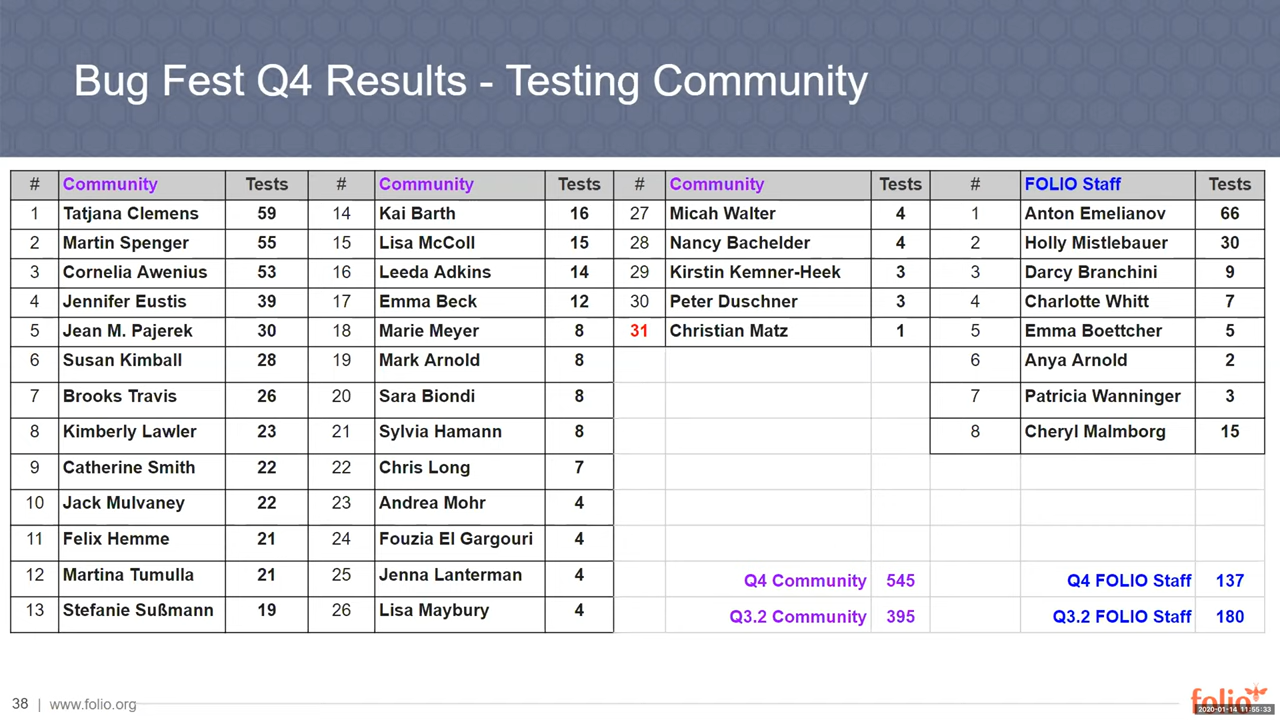 Bug Fest Q4 Results - Testing Community
# Community Tests # Community Tests # Community Tests # FOLIO Staff Tests
1 Tatjana Clemens 59 14 Kai Barth 16 27 Micah Walter 4 1 Anton Emelianov 66
2 Martin Spenger 55 15 Lisa McColl 15 28 Nancy Bachelder 4 2 Holly Mistlebauer 30
3 Cornelia Awenius 53 16 Leeda Adkins 14 29 Kirstin Kemner-Heek 3 3 Darcy Branchini 9
4 Jennifer Eustis 39 17 Emma Beck 12 30 Peter Duschner 3 4 Charlotte Whitt 7
5 Jean M. Pajerek 30 18 Marie Meyer 8 31 Christian Matz 1 5 Emma Boettcher 5
6 Susan Kimball 28 19 Mark Arnold 8 6 Anya Arnold 2
7 Brooks Travis 26 20 Sara Biondi 8 7 Patricia Wanninger 3
8 Kimberly Lawler 23 21 Sylvia Hamann 8 8 Cheryl Malmborg 15
9 Catherine Smith 22 22 Chris Long 7
10 Jack Mulvaney 22 23 Andrea Mohr 4
11 Felix Hemme 21 24 Fouzia El Gargouri 4
12 Martina Tumulla 21 25 Jenna Lanterman 4 Q4 Community 545 Q4 FOLIO Staff 137
13 Stefanie Sußmann 19 26 Lisa Maybury 4 Q3.2 Community 395 Q3.2 FOLIO Staff 180
38 | www.folio.org
folio
2020-01-14 11:55:33